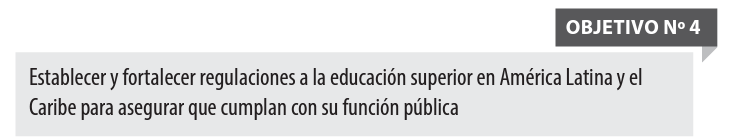 OBJETIVO Nº 4
Establecer y fortalecer regulaciones a la educación superior en América Latina y el
Caribe para asegurar que cumplan con su función pública